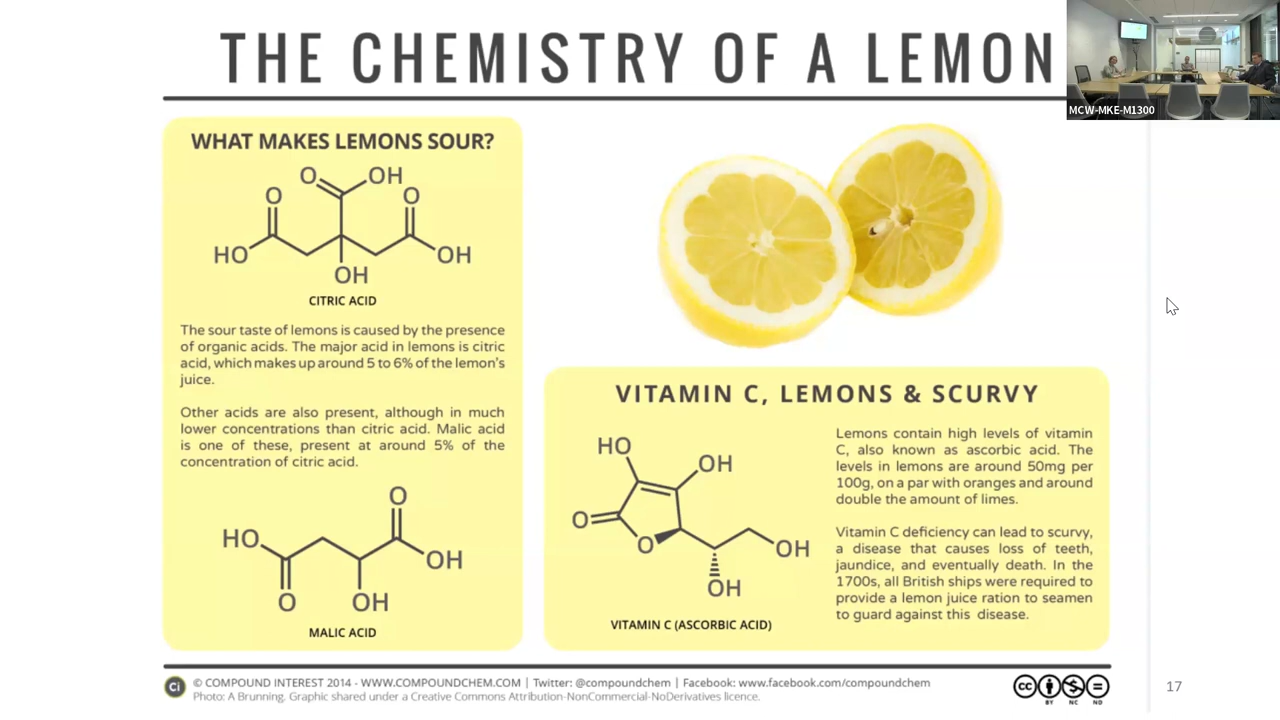 THE CHEMISTRY OF A LEMON
MCW-MKE-M1300
WHAT MAKES LEMONS SOUR?
O
OH
O
O
HO
OH
OH
CITRIC ACID
The sour taste of lemons is caused by the presence
of organic acids. The major acid in lemons is citric
acid, which makes up around 5 to 6% of the lemon's
juice.
Other acids are also present, although in much
lower concentrations than citric acid. Malic acid
is one of these, present at around 5% of the
concentration of citric acid.
O
HO
OH
O
OH
MALIC ACID
VITAMIN C, LEMONS & SCURVY
HO
OH
O
O
OH
OH
VITAMIN C (ASCORBIC ACID)
Lemons contain high levels of vitamin
C, also known as ascorbic acid. The
levels in lemons are around 50mg per
100g, on a par with oranges and around
double the amount of limes.
Vitamin C deficiency can lead to scurvy,
a disease that causes loss of teeth,
jaundice, and eventually death. In the
1700s, all British ships were required to
provide a lemon juice ration to seamen
to guard against this disease.
Ci
© COMPOUND INTEREST 2014 - WWW.COMPOUNDCHEM.COM | Twitter: @compoundchem | Facebook: www.facebook.com/compoundchem
Photo: A Brunning. Graphic shared under a Creative Commons Attribution-NonCommercial-NoDerivatives licence.
cc
BY NC ND
17